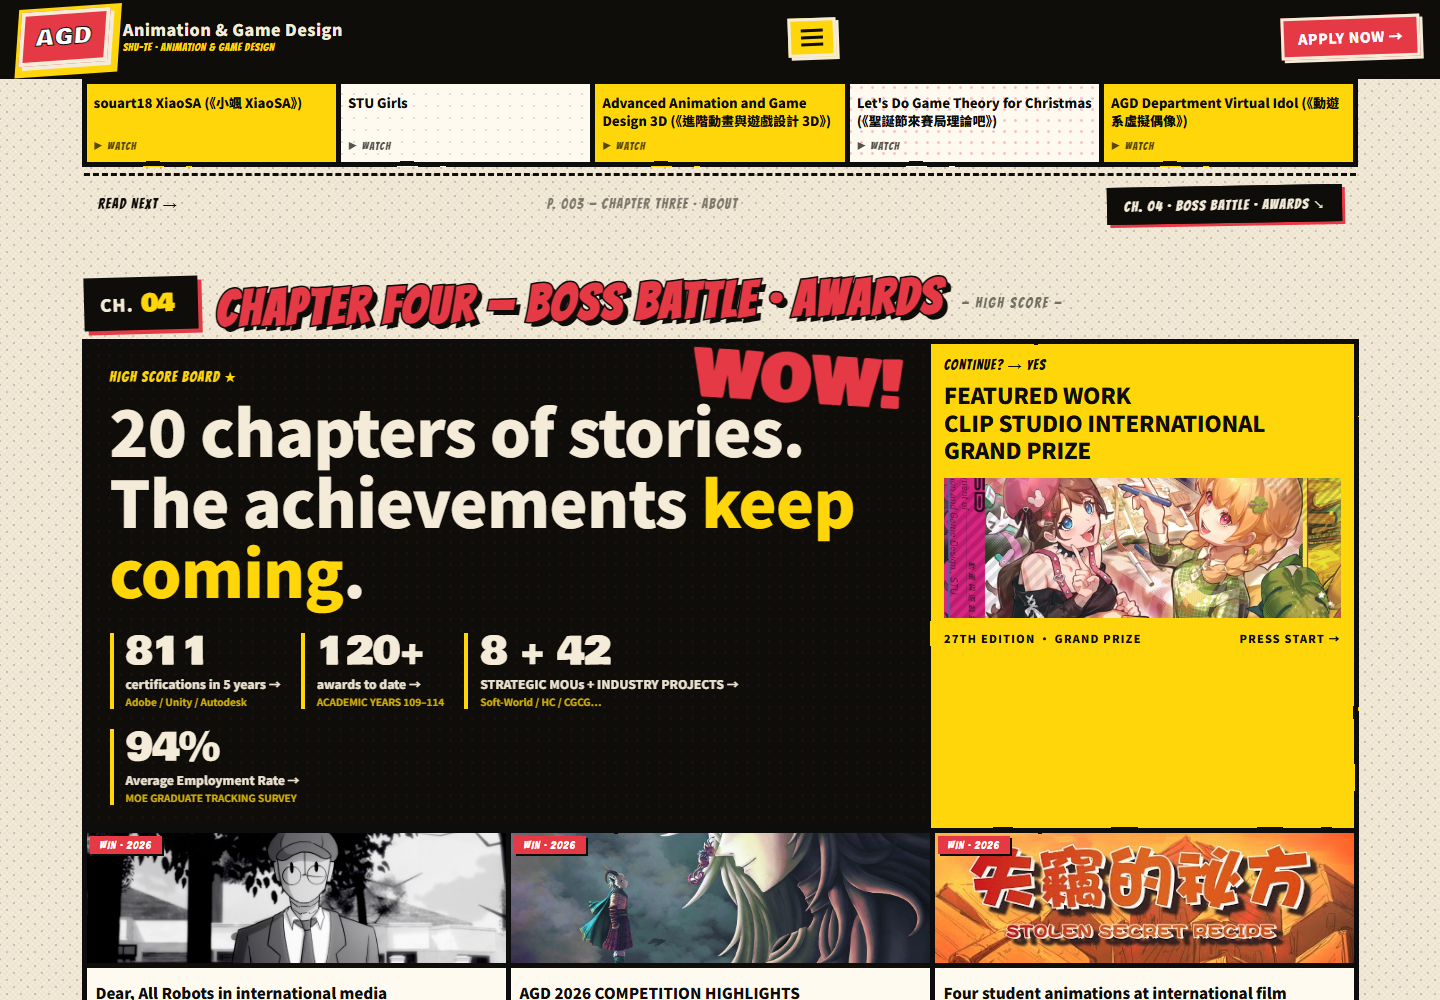 AGD
Animation & Game Design
SHU-TE · ANIMATION & GAME DESIGN
APPLY NOW →
souart18 XiaoSA (《小颯 XiaoSA》)
▶ WATCH
STU Girls
▶ WATCH
Advanced Animation and Game
Design 3D (《進階動畫與遊戲設計 3D》)
▶ WATCH
Let's Do Game Theory for Christmas
(《聖誕節來賽局理論吧》)
▶ WATCH
AGD Department Virtual Idol (《動遊
系虛擬偶像》)
▶ WATCH
READ NEXT →
P. 003 — CHAPTER THREE · ABOUT
CH. 04 · BOSS BATTLE · AWARDS ↘
CH. 04
CHAPTER FOUR — BOSS BATTLE · AWARDS
— HIGH SCORE —
HIGH SCORE BOARD ★
WOW!
20 chapters of stories.
The achievements keep
coming.
811
certifications in 5 years →
Adobe / Unity / Autodesk
120+
awards to date →
ACADEMIC YEARS 109–114
8 + 42
STRATEGIC MOUs + INDUSTRY PROJECTS →
Soft-World / HC / CGCG...
94%
Average Employment Rate →
MOE GRADUATE TRACKING SURVEY
CONTINUE? → YES
FEATURED WORK
CLIP STUDIO INTERNATIONAL
GRAND PRIZE
27TH EDITION • GRAND PRIZE
PRESS START →
WIN · 2026
WIN · 2026
WIN · 2026
失竊的祕方
STOLEN SECRET RECIPE
Dear, All Robots in international media
AGD 2026 COMPETITION HIGHLIGHTS
Four student animations at international film